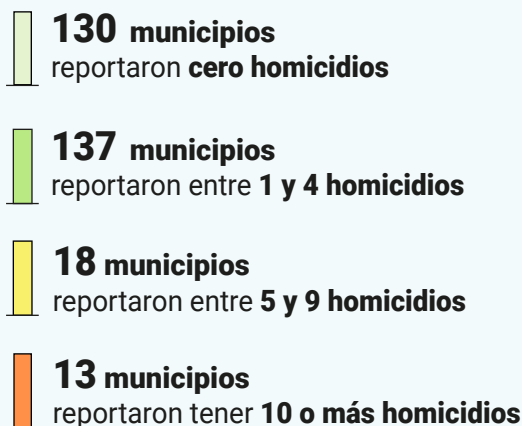 130 municipios
reportaron cero homicidios
137 municipios
reportaron entre 1 y 4 homicidios
18 municipios
reportaron entre 5 y 9 homicidios
13 municipios
reportaron tener 10 o más homicidios